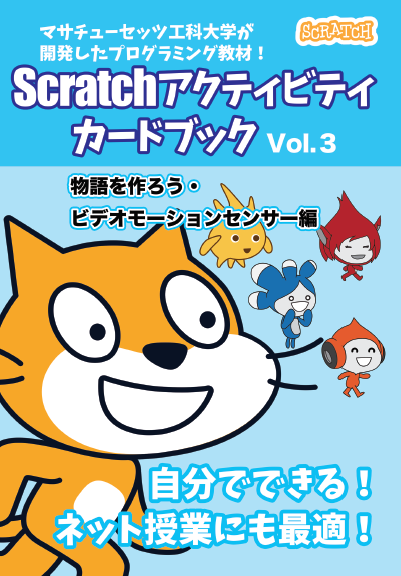 マサチューセッツ工科大学が
開発したプログラミング教材！
SCRATCH
Scratchアクティビティ
カードブック Vol.3
物語を作ろう・
ビデオモーションセンサー編
自分でできる！
ネット授業にも最適！